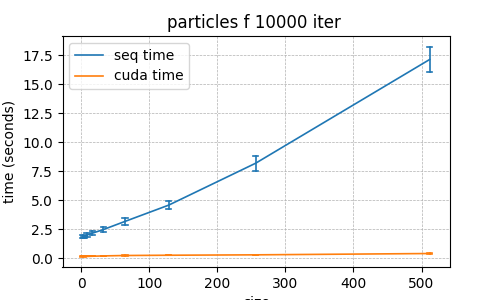 particles f 10000 iter
seq time
cuda time
time (seconds)
17.5
15.0
12.5
10.0
7.5
5.0
2.5
0.0
0 100 200 300 400 500
size